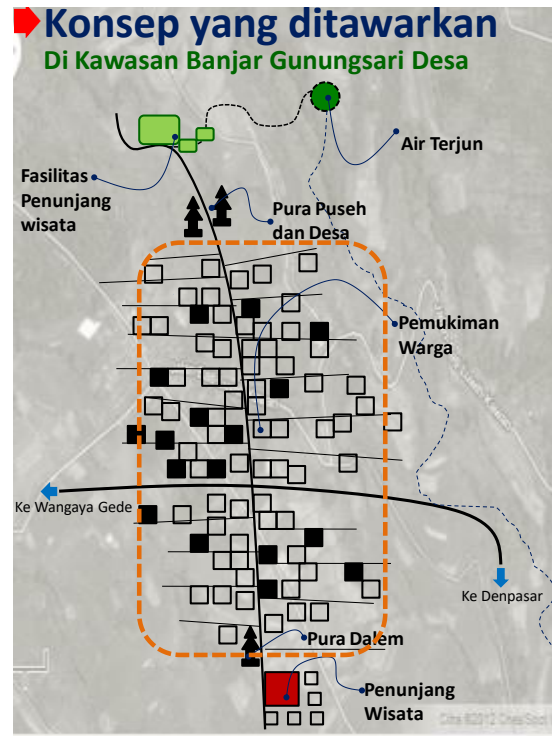 Konsep yang ditawarkan
Di Kawasan Banjar Gunungsari Desa
Air Terjun
Fasilitas
Penunjang
wisata
Pura Puseh
dan Desa
Pemukiman
Warga
Ke Wangaya Gede
Ke Denpasar
Pura Dalem
Penunjang
Wisata